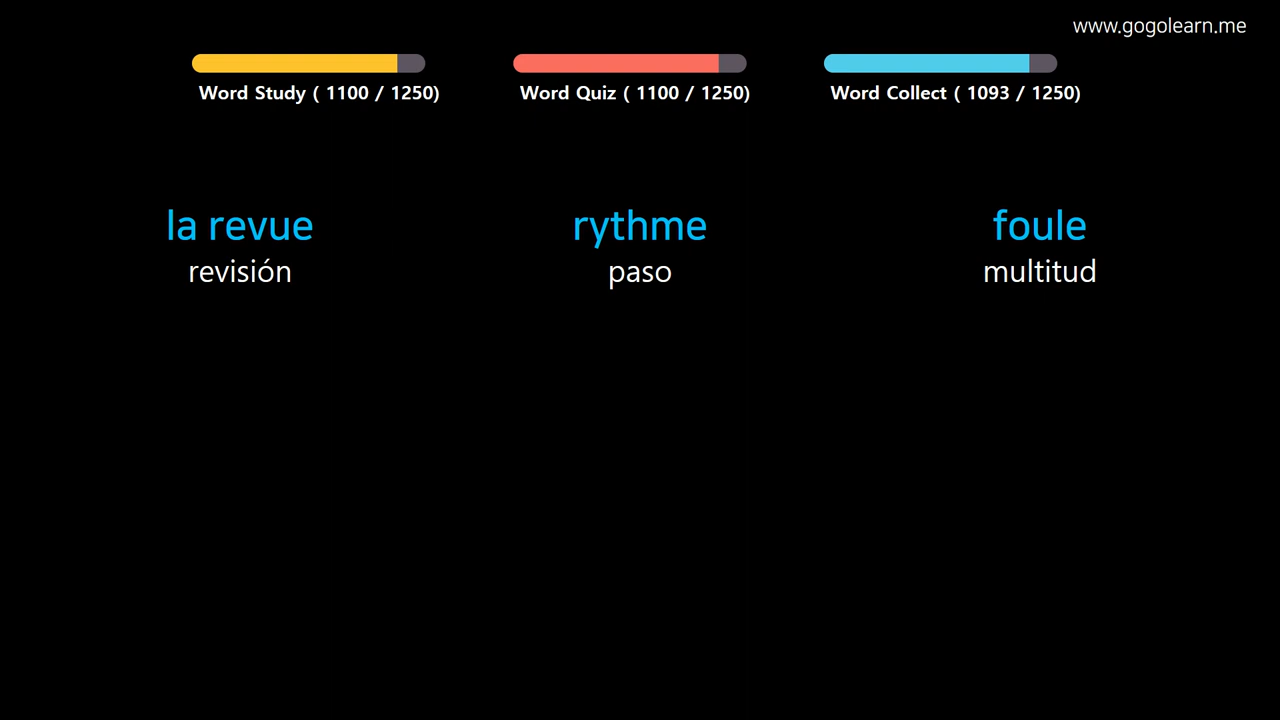 www.gogolearn.me
Word Study ( 1100 / 1250)
Word Quiz ( 1100 / 1250)
Word Collect ( 1093 / 1250)
la revue
revisión
rythme
paso
foule
multitud